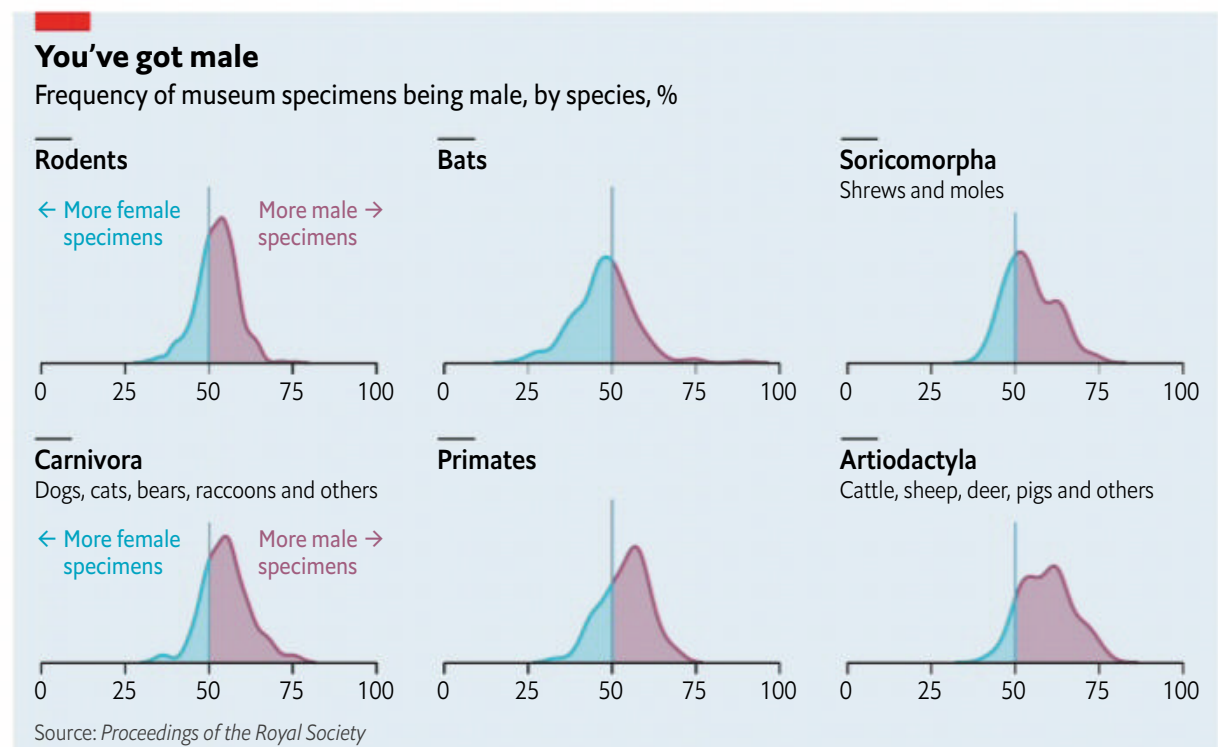 You've got male
Frequency of museum specimens being male, by species, %
Rodents
← More female
specimens
More male →
specimens
0 25 50 75 100
Bats
0 25 50 75 100
Soricomorpha
Shrews and moles
0 25 50 75 100
Carnivora
Dogs, cats, bears, raccoons and others
← More female
specimens
More male →
specimens
0 25 50 75 100
Primates
0 25 50 75 100
Artiodactyla
Cattle, sheep, deer, pigs and others
0 25 50 75 100
Source: Proceedings of the Royal Society